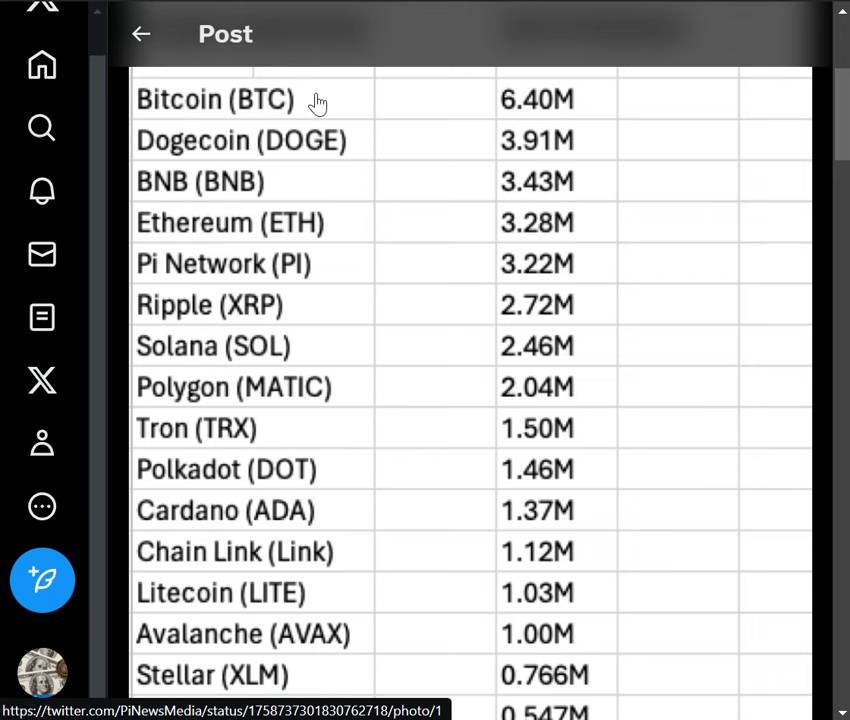 Post
Bitcoin (BTC) 6.40M
Dogecoin (DOGE) 3.91M
BNB (BNB) 3.43M
Ethereum (ETH) 3.28M
Pi Network (PI) 3.22M
Ripple (XRP) 2.72M
Solana (SOL) 2.46M
Polygon (MATIC) 2.04M
Tron (TRX) 1.50M
Polkadot (DOT) 1.46M
Cardano (ADA) 1.37M
Chain Link (Link) 1.12M
Litecoin (LITE) 1.03M
Avalanche (AVAX) 1.00M
Stellar (XLM) 0.766M
0.547M
https://twitter.com/PiNewsMedia/status/1758737301830762718/photo/1